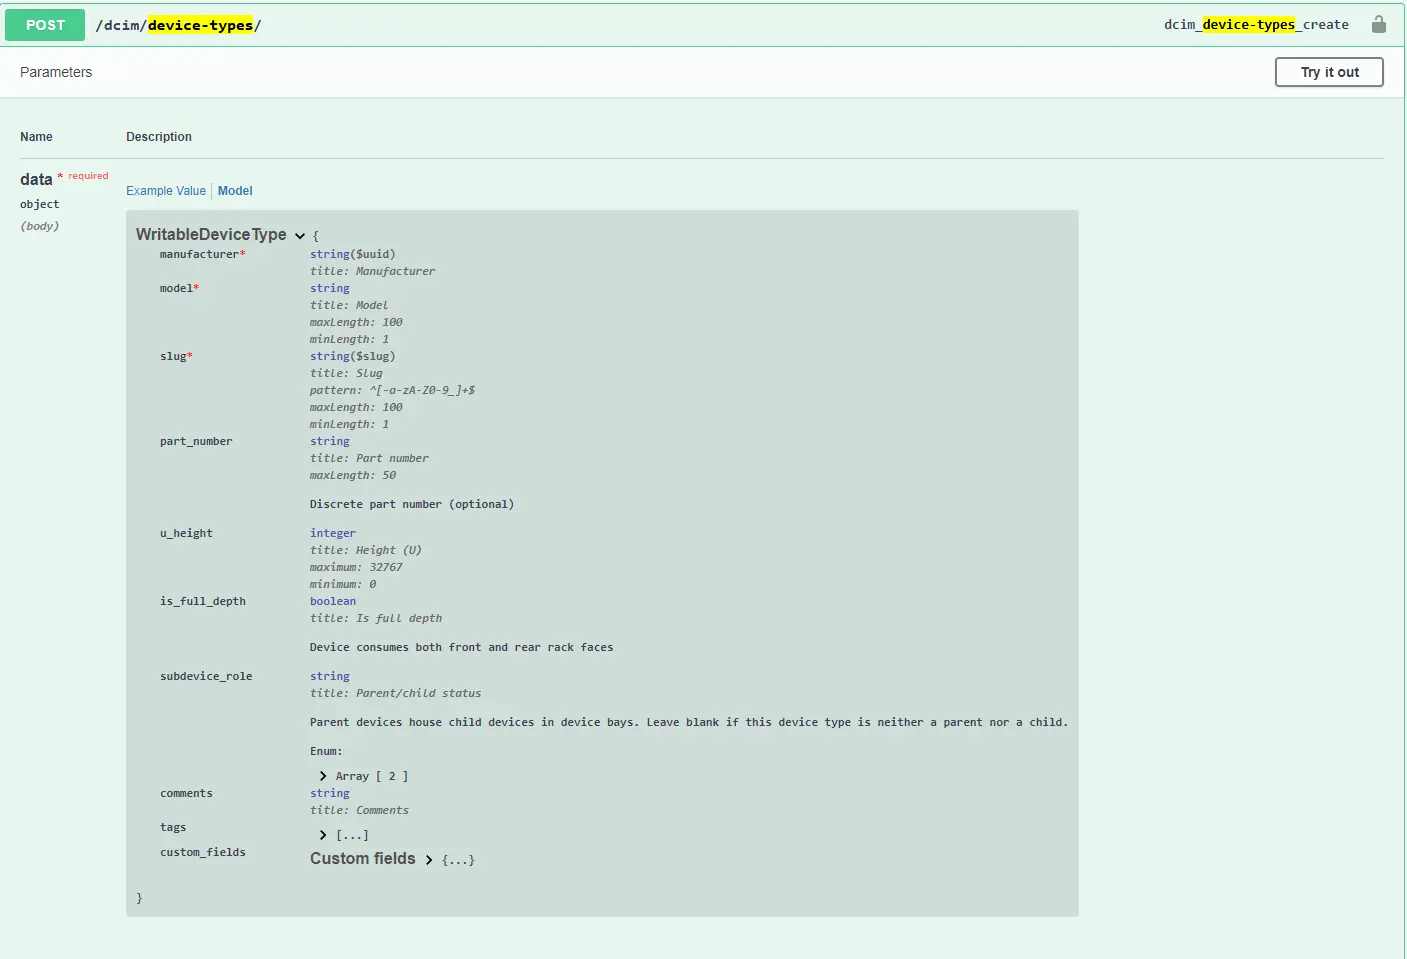 POST /dcim/device-types/ dcim_device-types_create
Parameters Try it out
Name Description
data * required
object
(body)
Example Value Model
WritableDeviceType {
manufacturer* string($uuid)
title: Manufacturer
model* string
title: Model
maxLength: 100
minLength: 1
slug* string($slug)
title: Slug
pattern: ^[-a-zA-Z0-9_]+$
maxLength: 100
minLength: 1
part_number string
title: Part number
maxLength: 50
Discrete part number (optional)
u_height integer
title: Height (U)
maximum: 32767
minimum: 0
is_full_depth boolean
title: Is full depth
Device consumes both front and rear rack faces
subdevice_role string
title: Parent/child status
Parent devices house child devices in device bays. Leave blank if this device type is neither a parent nor a child.
Enum:
Array [ 2 ]
comments string
title: Comments
tags [...]
custom_fields Custom fields {...}
}